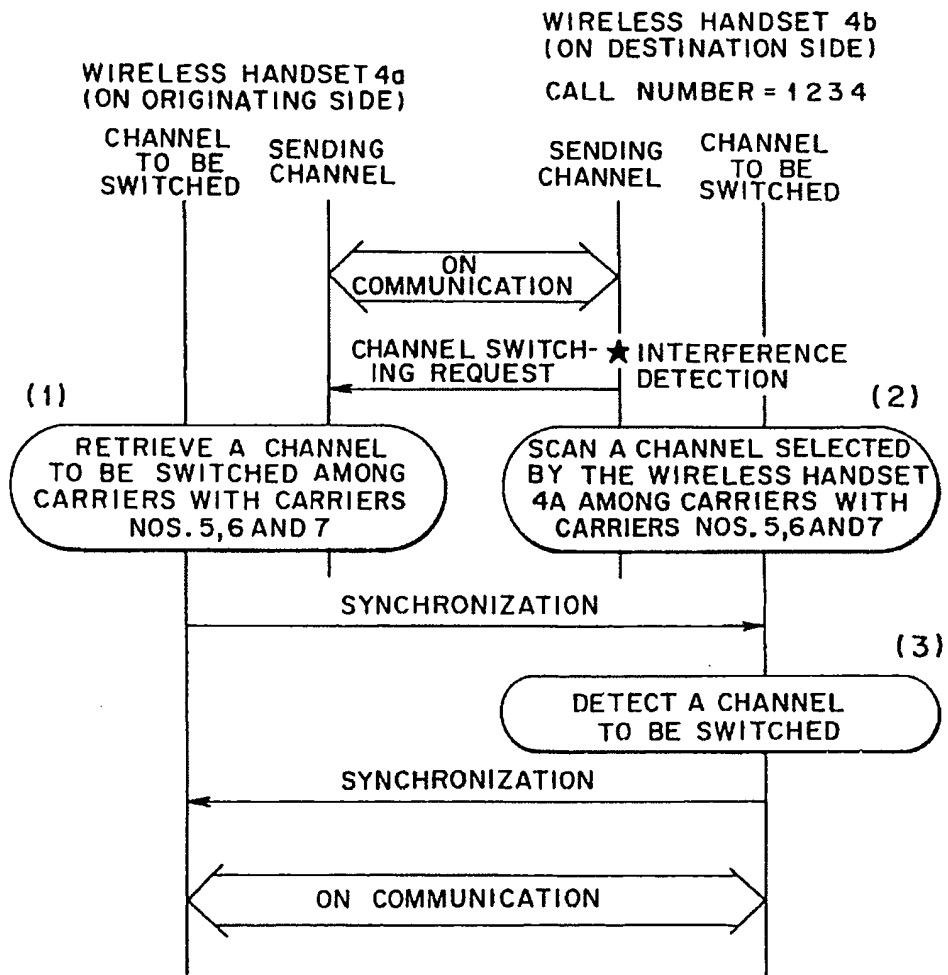 WIRELESS HANDSET 4b
(ON DESTINATION SIDE)
CALL NUMBER = 1234
WIRELESS HANDSET 4a
(ON ORIGINATING SIDE)
CHANNEL
TO BE
SWITCHED
SENDING
CHANNEL
SENDING
CHANNEL
CHANNEL
TO BE
SWITCHED
ON
COMMUNICATION
CHANNEL SWITCH-
ING REQUEST
★ INTERFERENCE
DETECTION
(1)
RETRIEVE A CHANNEL
TO BE SWITCHED AMONG
CARRIERS WITH CARRIERS
NOS. 5, 6 AND 7
(2)
SCAN A CHANNEL SELECTED
BY THE WIRELESS HANDSET
4A AMONG CARRIERS WITH
CARRIERS NOS. 5, 6 AND 7
SYNCHRONIZATION
(3)
DETECT A CHANNEL
TO BE SWITCHED
SYNCHRONIZATION
ON COMMUNICATION